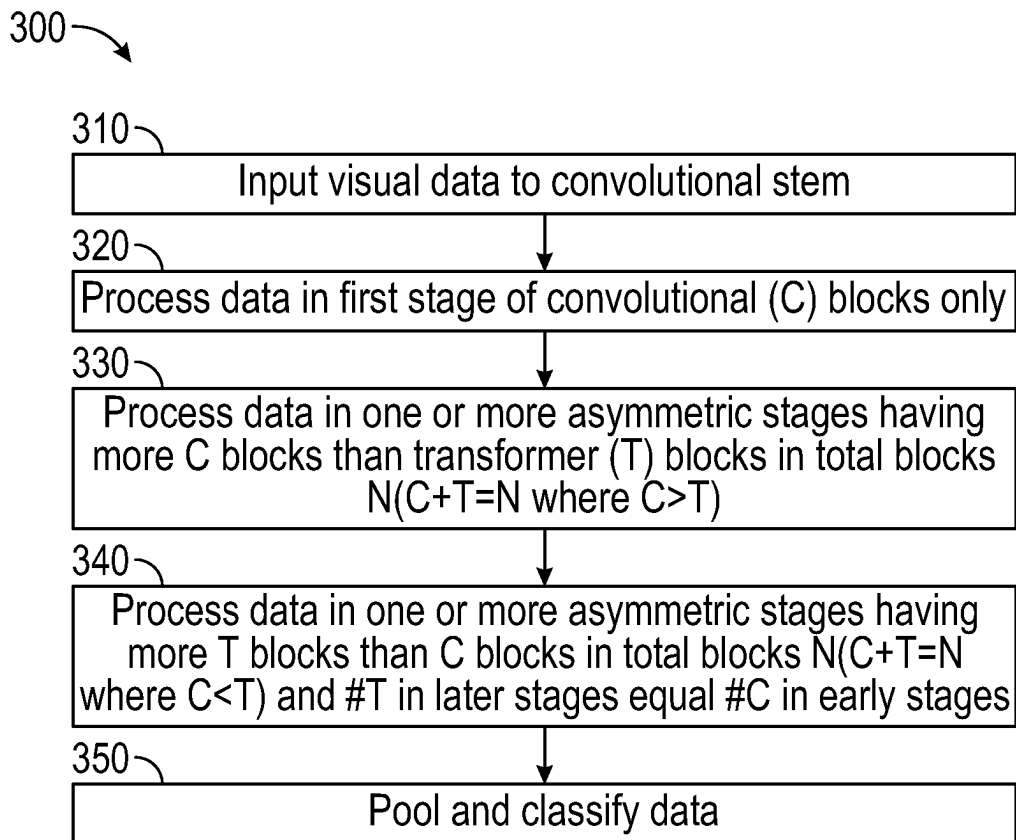 300
310
Input visual data to convolutional stem
320
Process data in first stage of convolutional (C) blocks only
330
Process data in one or more asymmetric stages having
more C blocks than transformer (T) blocks in total blocks
N(C+T=N where C>T)
340
Process data in one or more asymmetric stages having
more T blocks than C blocks in total blocks N(C+T=N
where C<T) and #T in later stages equal #C in early stages
350
Pool and classify data